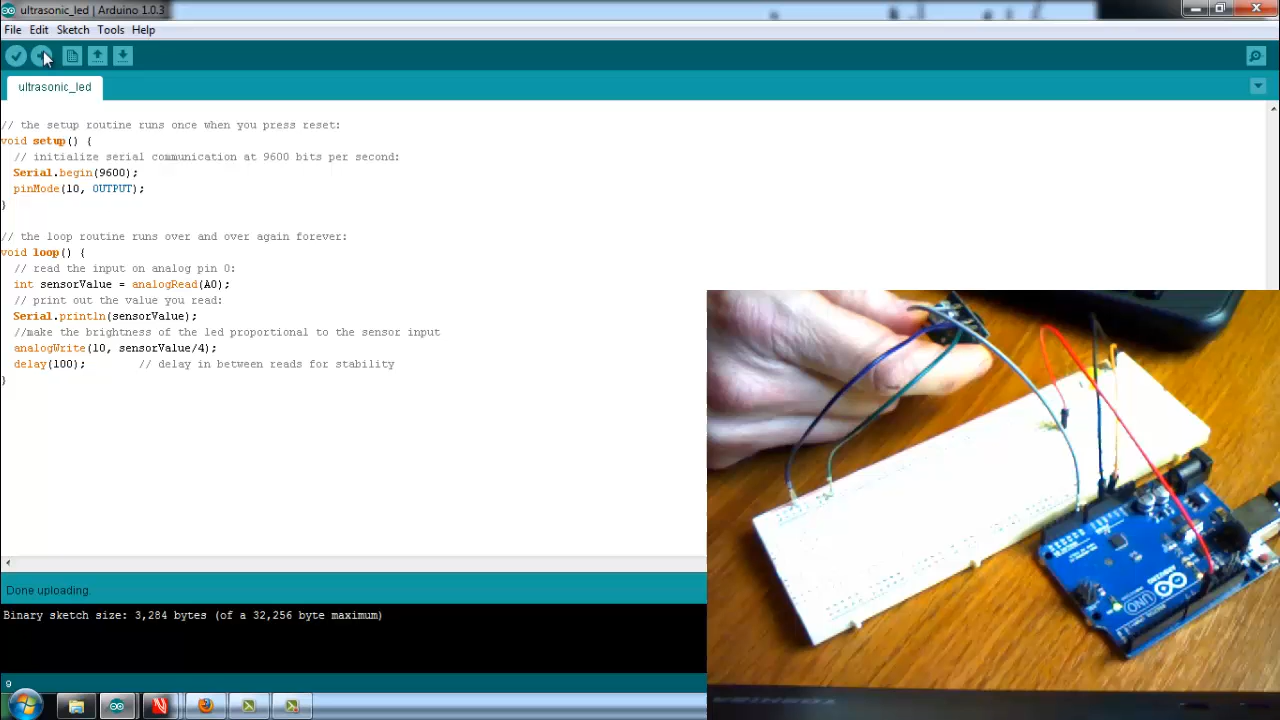 ultrasonic_led | Arduino 1.0.3
File Edit Sketch Tools Help
ultrasonic_led
// the setup routine runs once when you press reset:
void setup() {
// initialize serial communication at 9600 bits per second:
Serial.begin(9600);
pinMode(10, OUTPUT);
}
// the loop routine runs over and over again forever:
void loop() {
// read the input on analog pin 0:
int sensorValue = analogRead(A0);
// print out the value you read:
Serial.println(sensorValue);
//make the brightness of the led proportional to the sensor input
analogWrite(10, sensorValue/4);
delay(100); // delay in between reads for stability
}
Done uploading.
Binary sketch size: 3,284 bytes (of a 32,256 byte maximum)
9
UNO
ARDUINO